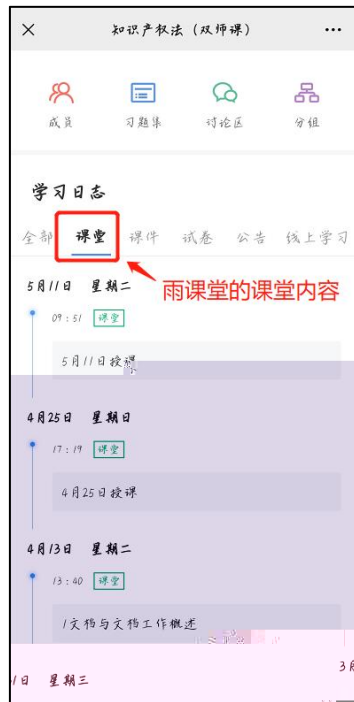 知识产权法（双师课）
成员 习题集 讨论区 分组
学习日志
全部 课堂 课件 试卷 公告 线上学习
5月11日 星期二
雨课堂的课堂内容
09:51 课堂
5月11日授课
4月25日 星期日
17:19 课堂
4月25日授课
4月13日 星期二
13:40 课堂
1文档与文档工作概述
日 星期三